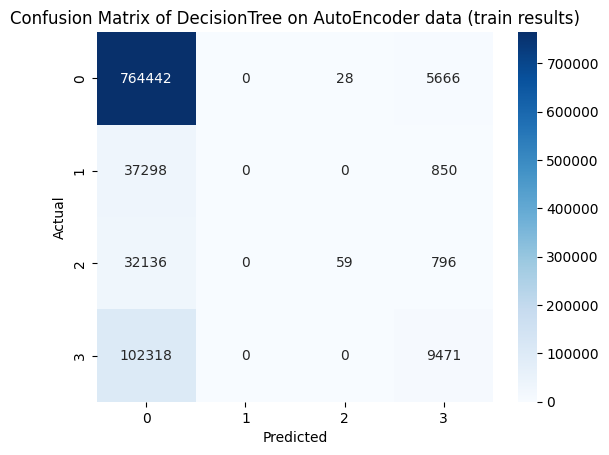 Confusion Matrix of DecisionTree on AutoEncoder data (train results)
0 764442 0 28 5666
1 37298 0 0 850
2 32136 0 59 796
3 102318 0 0 9471
0 1 2 3
Predicted
Actual
700000
600000
500000
400000
300000
200000
100000
0